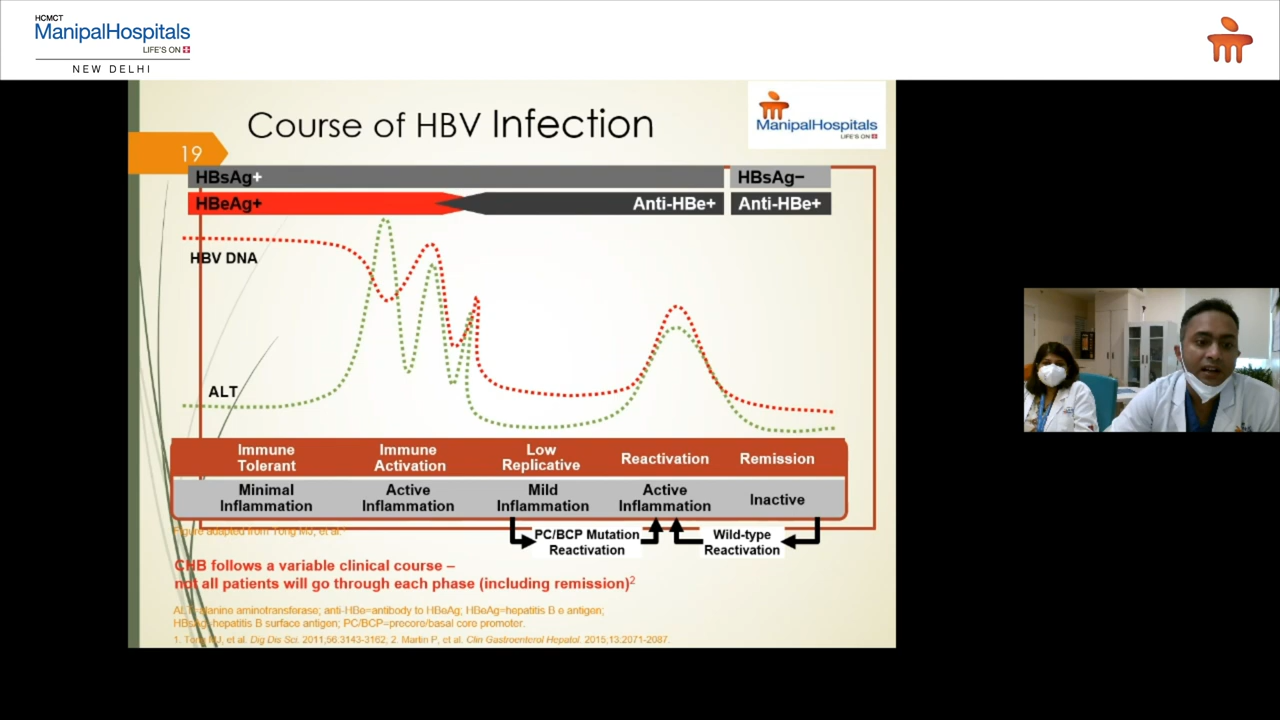 HCMCT
ManipalHospitals
LIFE'S ON
NEW DELHI
Course of HBV Infection
ManipalHospitals
LIFE'S ON
19
HBsAg+
HBsAg−
HBeAg+
Anti-HBe+
Anti-HBe+
HBV DNA
ALT
Immune
Tolerant
Immune
Activation
Low
Replicative
Reactivation
Remission
Minimal
Inflammation
Active
Inflammation
Mild
Inflammation
Active
Inflammation
Inactive
Figure adapted from Tong MJ, et al.
PC/BCP Mutation
Reactivation
Wild-type
Reactivation
CHB follows a variable clinical course –
not all patients will go through each phase (including remission)2
ALT=alanine aminotransferase; anti-HBe=antibody to HBeAg; HBeAg=hepatitis B e antigen;
HBsAg=hepatitis B surface antigen; PC/BCP=precore/basal core promoter.
1. Tong MJ, et al. Dig Dis Sci. 2011;56:3143-3162, 2. Martin P, et al. Clin Gastroenterol Hepatol. 2015;13:2071-2087.